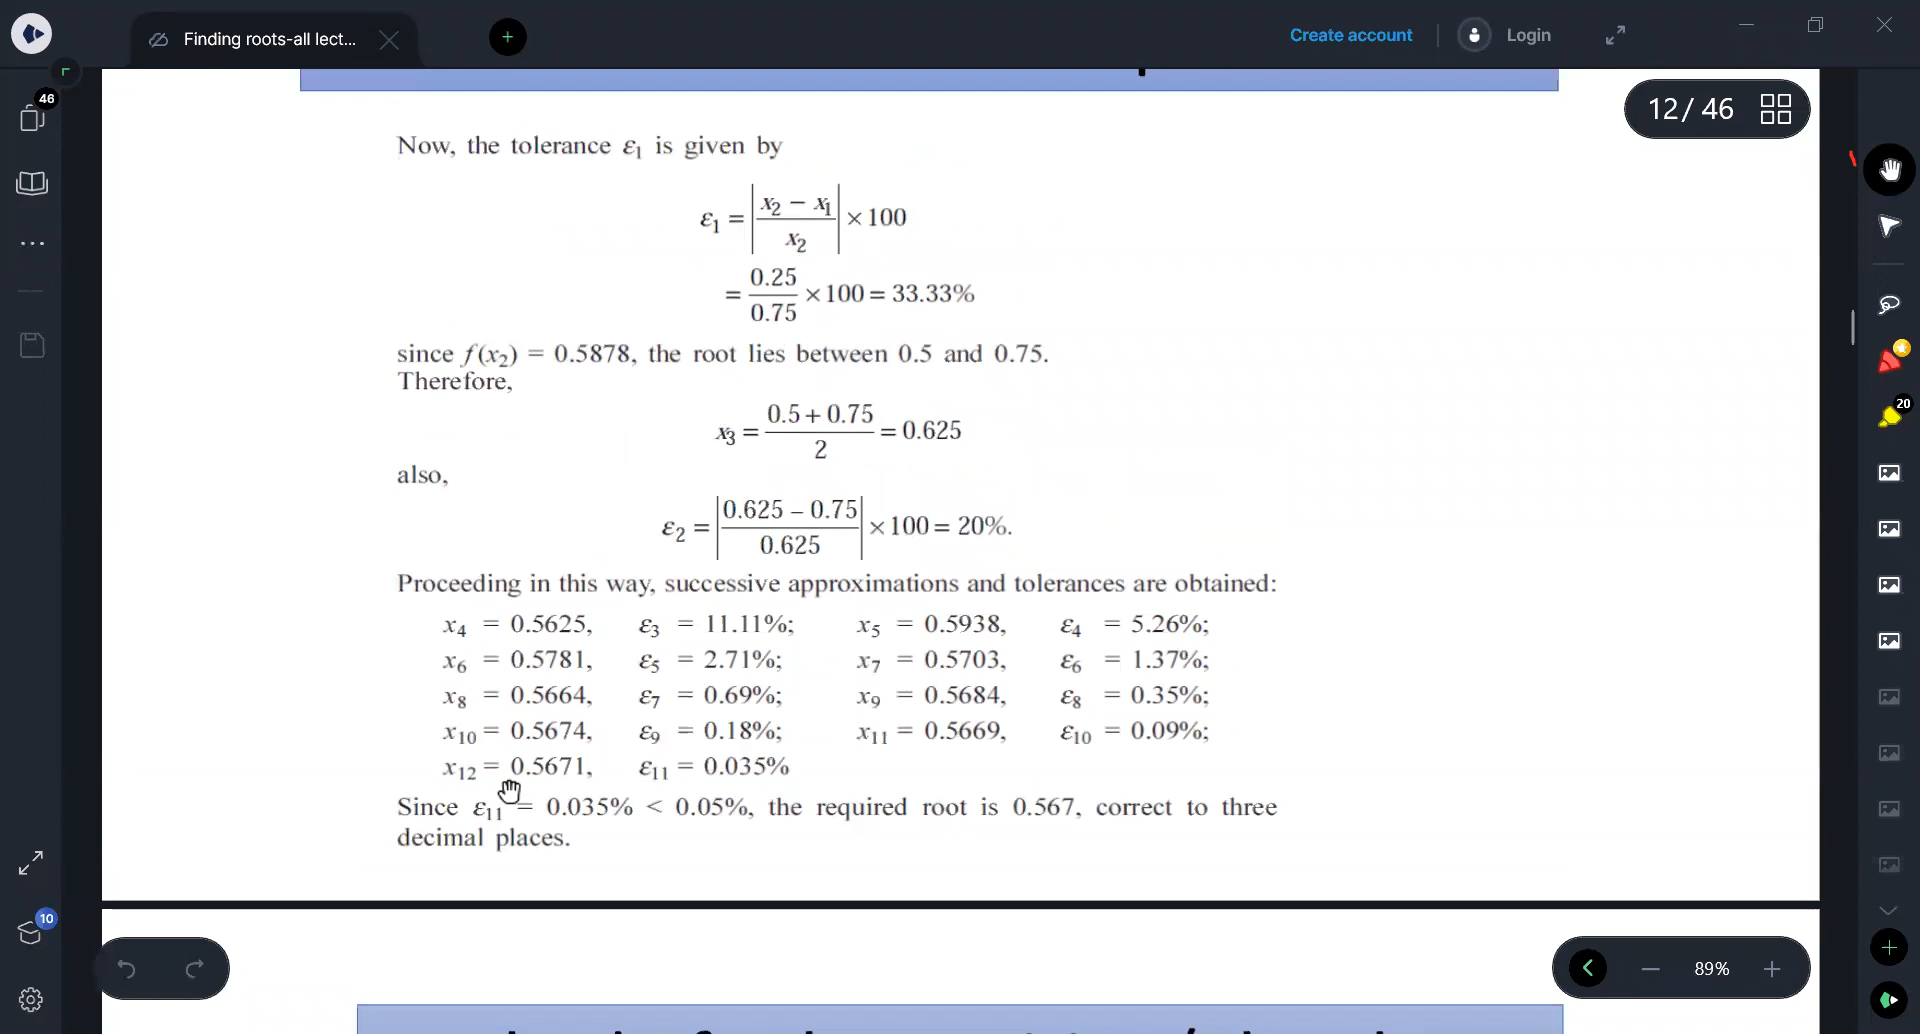 Finding roots-all lect...
Create account
Login
46
12/ 46
Now, the tolerance ε₁ is given by
ε₁ = |(x₂ − x₁)/x₂| × 100
= 0.25/0.75 × 100 = 33.33%
since f(x₂) = 0.5878, the root lies between 0.5 and 0.75.
Therefore,
x₃ = (0.5 + 0.75)/2 = 0.625
also,
ε₂ = |(0.625 – 0.75)/0.625| × 100 = 20%.
Proceeding in this way, successive approximations and tolerances are obtained:
x₄ = 0.5625, ε₃ = 11.11%; x₅ = 0.5938, ε₄ = 5.26%;
x₆ = 0.5781, ε₅ = 2.71%; x₇ = 0.5703, ε₆ = 1.37%;
x₈ = 0.5664, ε₇ = 0.69%; x₉ = 0.5684, ε₈ = 0.35%;
x₁₀ = 0.5674, ε₉ = 0.18%; x₁₁ = 0.5669, ε₁₀ = 0.09%;
x₁₂ = 0.5671, ε₁₁ = 0.035%
Since ε₁₁ = 0.035% < 0.05%, the required root is 0.567, correct to three
decimal places.
20
10
89%